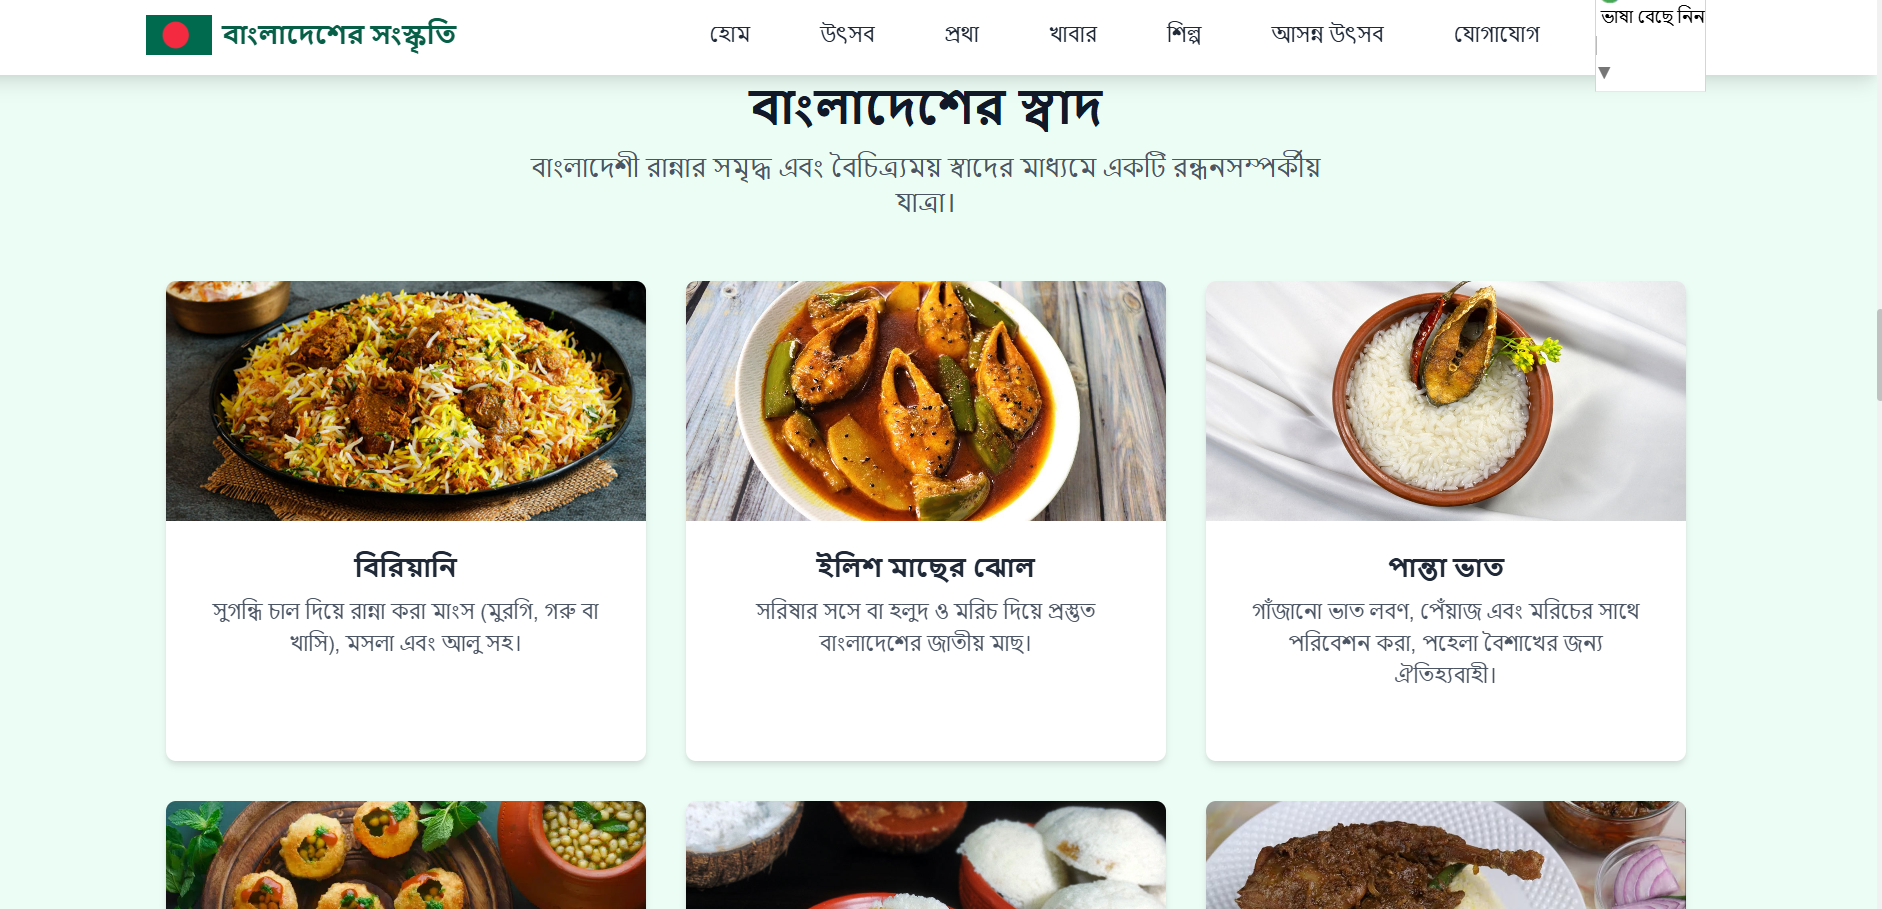 বাংলাদেশের সংস্কৃতি
হোম
উৎসব
প্রথা
খাবার
শিল্প
আসন্ন উৎসব
যোগাযোগ
ভাষা বেছে নিন
▼
বাংলাদেশের স্বাদ
বাংলাদেশী রান্নার সমৃদ্ধ এবং বৈচিত্র্যময় স্বাদের মাধ্যমে একটি রন্ধনসম্পর্কীয়
যাত্রা।
বিরিয়ানি
সুগন্ধি চাল দিয়ে রান্না করা মাংস (মুরগি, গরু বা
খাসি), মসলা এবং আলু সহ।
ইলিশ মাছের ঝোল
সরিষার সসে বা হলুদ ও মরিচ দিয়ে প্রস্তুত
বাংলাদেশের জাতীয় মাছ।
পান্তা ভাত
গাঁজানো ভাত লবণ, পেঁয়াজ এবং মরিচের সাথে
পরিবেশন করা, পহেলা বৈশাখের জন্য
ঐতিহ্যবাহী।